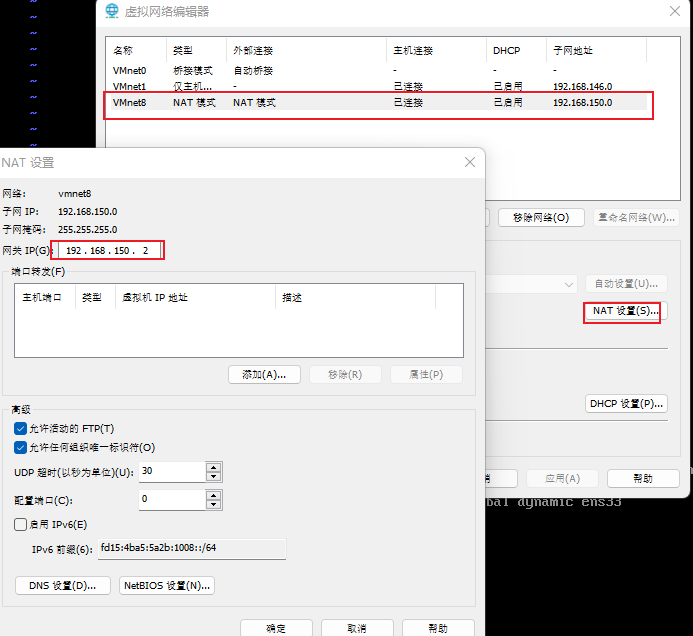 虚拟网络编辑器
名称 类型 外部连接 主机连接 DHCP 子网地址
VMnet0 桥接模式 自动桥接 - - -
VMnet1 仅主机... - 已连接 已启用 192.168.146.0
VMnet8 NAT 模式 NAT 模式 已连接 已启用 192.168.150.0
移除网络(O) 重命名网络(W)...
自动设置(U)...
NAT 设置(S)...
DHCP 设置(P)...
消 应用(A) 帮助
bal dynamic ens33
NAT 设置
网络: vmnet8
子网 IP: 192.168.150.0
子网掩码: 255.255.255.0
网关 IP(G): 192 . 168 . 150 . 2
端口转发(F)
主机端口 类型 虚拟机 IP 地址 描述
添加(A)... 移除(R) 属性(P)
高级
允许活动的 FTP(T)
允许任何组织唯一标识符(O)
UDP 超时(以秒为单位)(U): 30
配置端口(C): 0
启用 IPv6(E)
IPv6 前缀(6): fd15:4ba5:5a2b:1008::/64
DNS 设置(D)... NetBIOS 设置(N)...
确定 取消 帮助